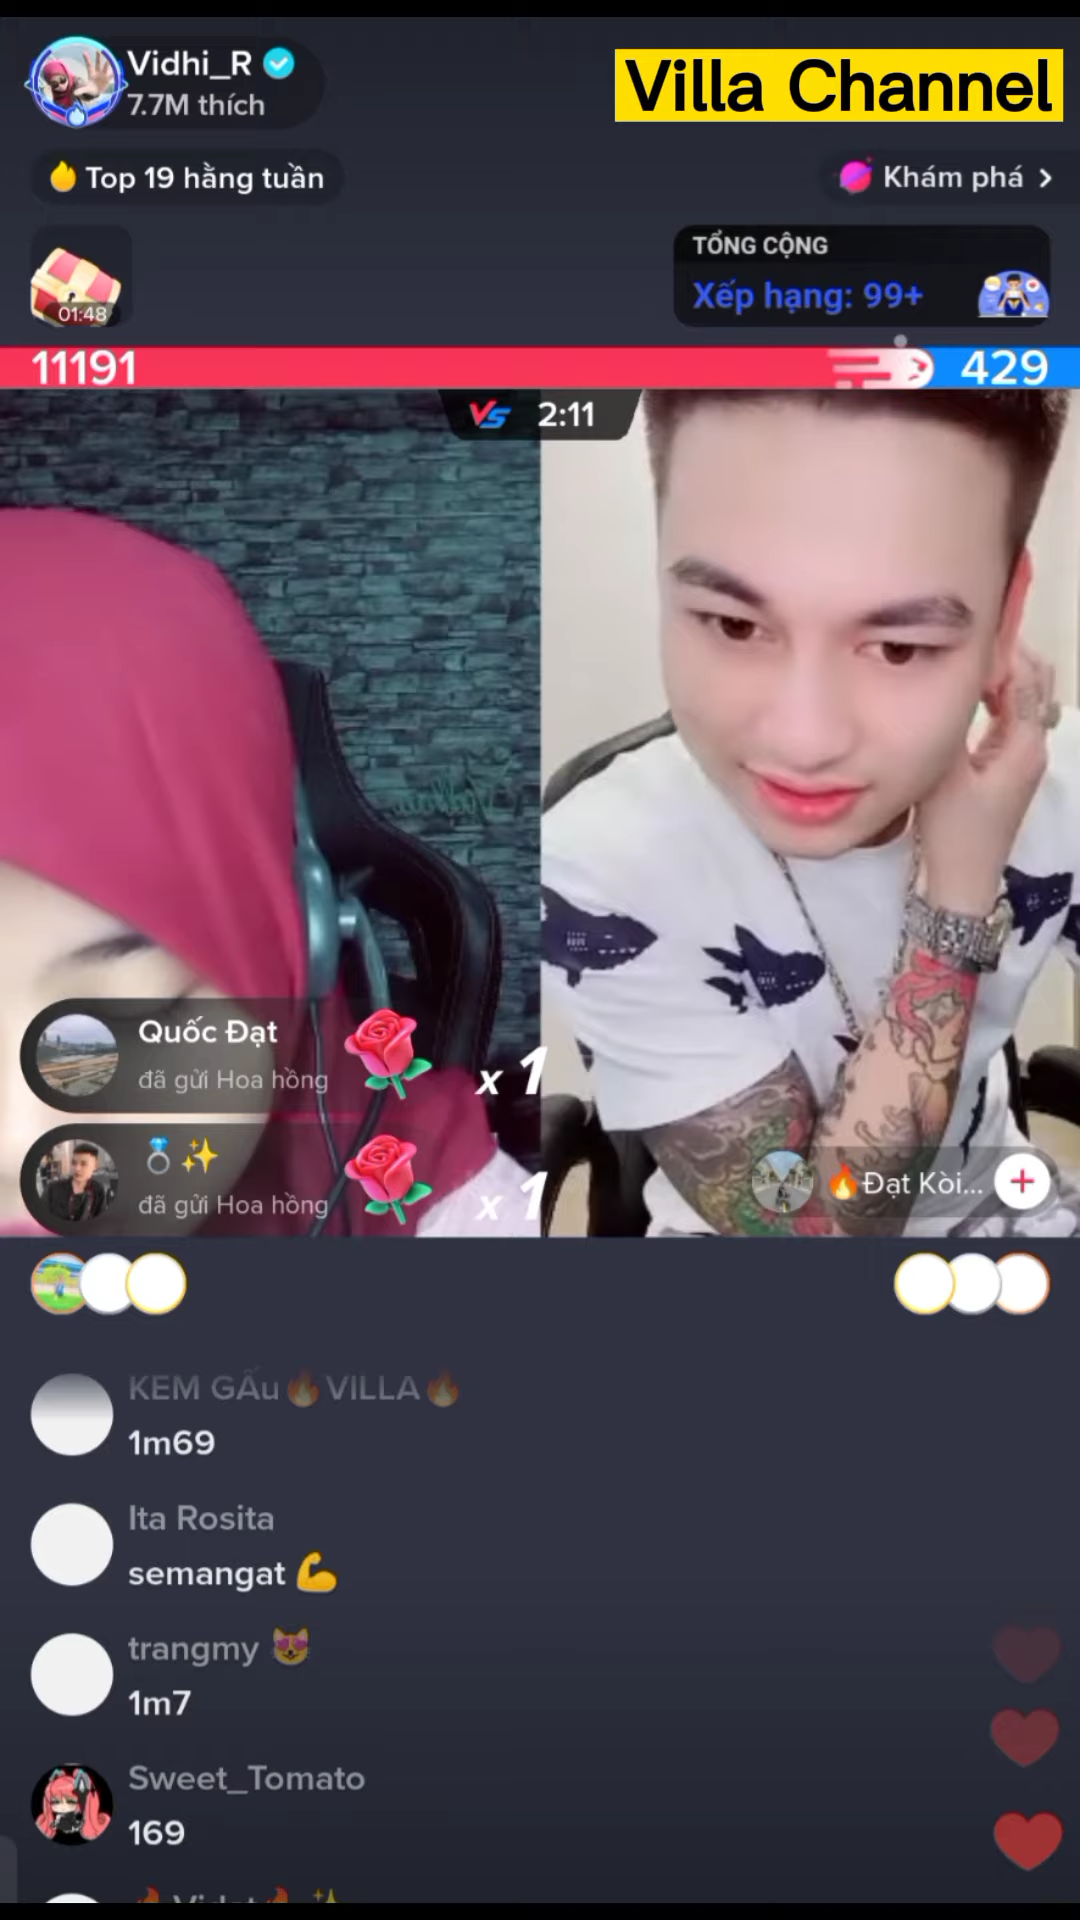 Vidhi_R
7.7M thích
Villa Channel
Top 19 hằng tuần
Khám phá
01:48
TỔNG CỘNG
Xếp hạng: 99+
11191
429
VS 2:11
Quốc Đạt
đã gửi Hoa hồng
x 1
đã gửi Hoa hồng
x 1
Đạt Kòi...
KEM GẤu🔥VILLA🔥
1m69
Ita Rosita
semangat 💪
trangmy 😻
1m7
Sweet_Tomato
169